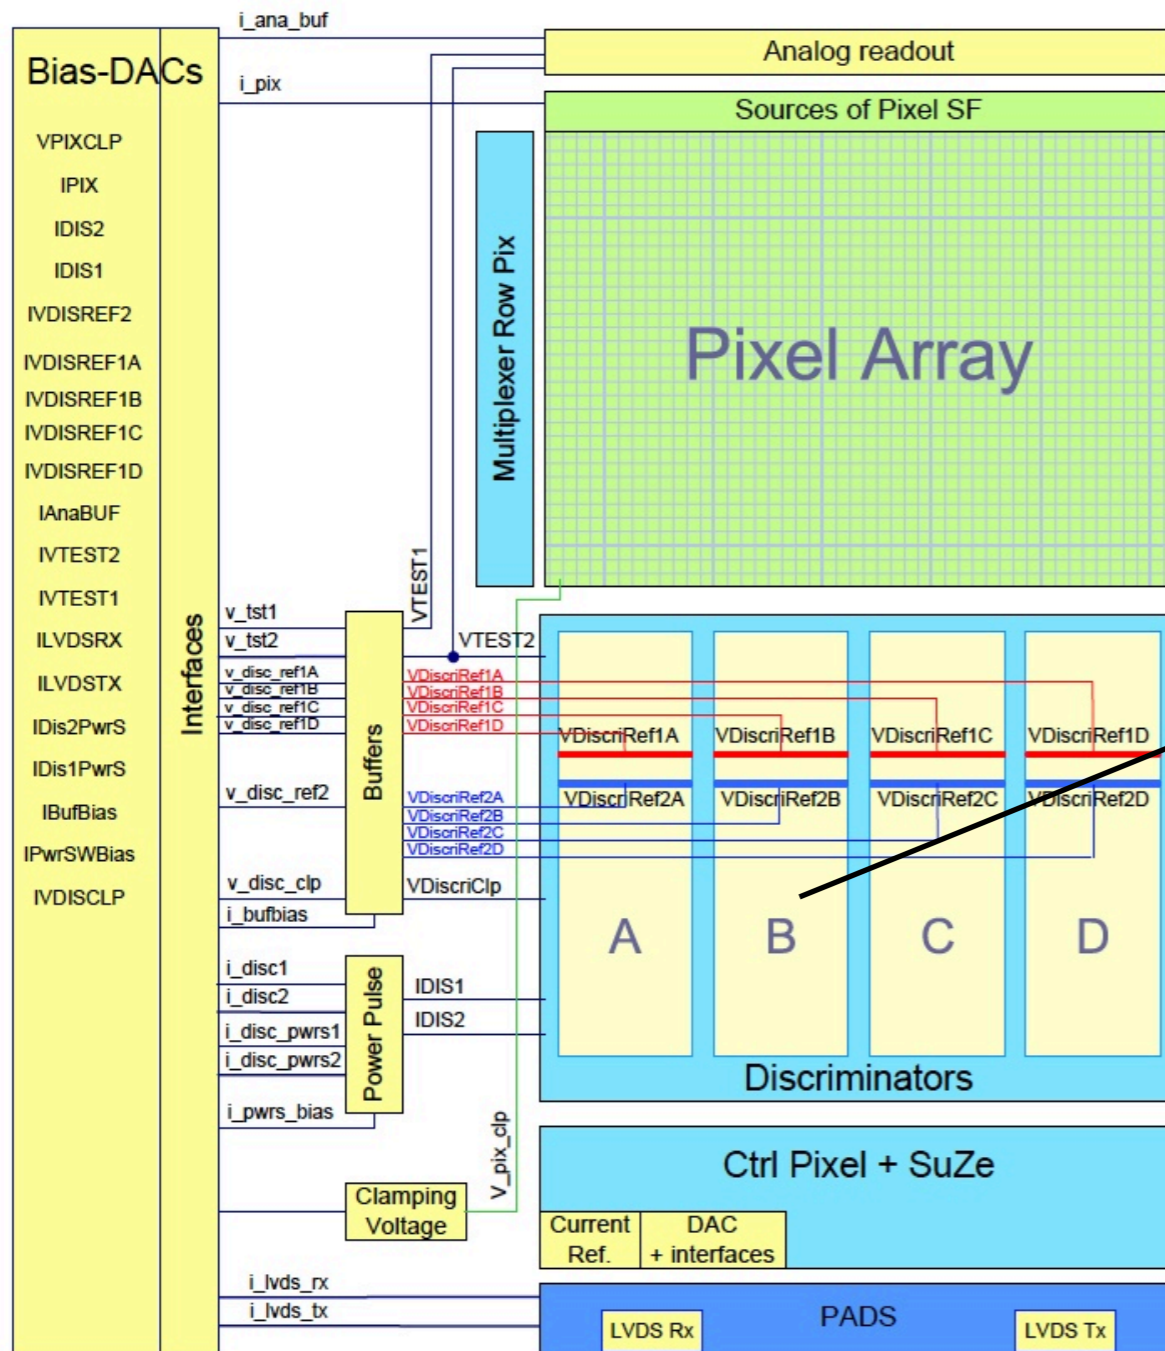 Bias-DACs
VPIXCLP
IPIX
IDIS2
IDIS1
IVDISREF2
IVDISREF1A
IVDISREF1B
IVDISREF1C
IVDISREF1D
IAnaBUF
IVTEST2
IVTEST1
ILVDSRX
ILVDSTX
IDis2PwrS
IDis1PwrS
IBufBias
IPwrSWBias
IVDISCLP
Interfaces
i_ana_buf
i_pix
v_tst1
v_tst2
v_disc_ref1A
v_disc_ref1B
v_disc_ref1C
v_disc_ref1D
v_disc_ref2
v_disc_clp
i_bufbias
i_disc1
i_disc2
i_disc_pwrs1
i_disc_pwrs2
i_pwrs_bias
i_lvds_rx
i_lvds_tx
Buffers
Power Pulse
Clamping
Voltage
VTEST1
VTEST2
VDiscriRef1A
VDiscriRef1B
VDiscriRef1C
VDiscriRef1D
VDiscriRef2A
VDiscriRef2B
VDiscriRef2C
VDiscriRef2D
VDiscriClp
IDIS1
IDIS2
V_pix_clp
Analog readout
Sources of Pixel SF
Multiplexer Row Pix
Pixel Array
VDiscriRef1A
VDiscriRef1B
VDiscriRef1C
VDiscriRef1D
VDiscriRef2A
VDiscriRef2B
VDiscriRef2C
VDiscriRef2D
A
B
C
D
Discriminators
Ctrl Pixel + SuZe
Current
Ref.
DAC
+ interfaces
PADS
LVDS Rx
LVDS Tx